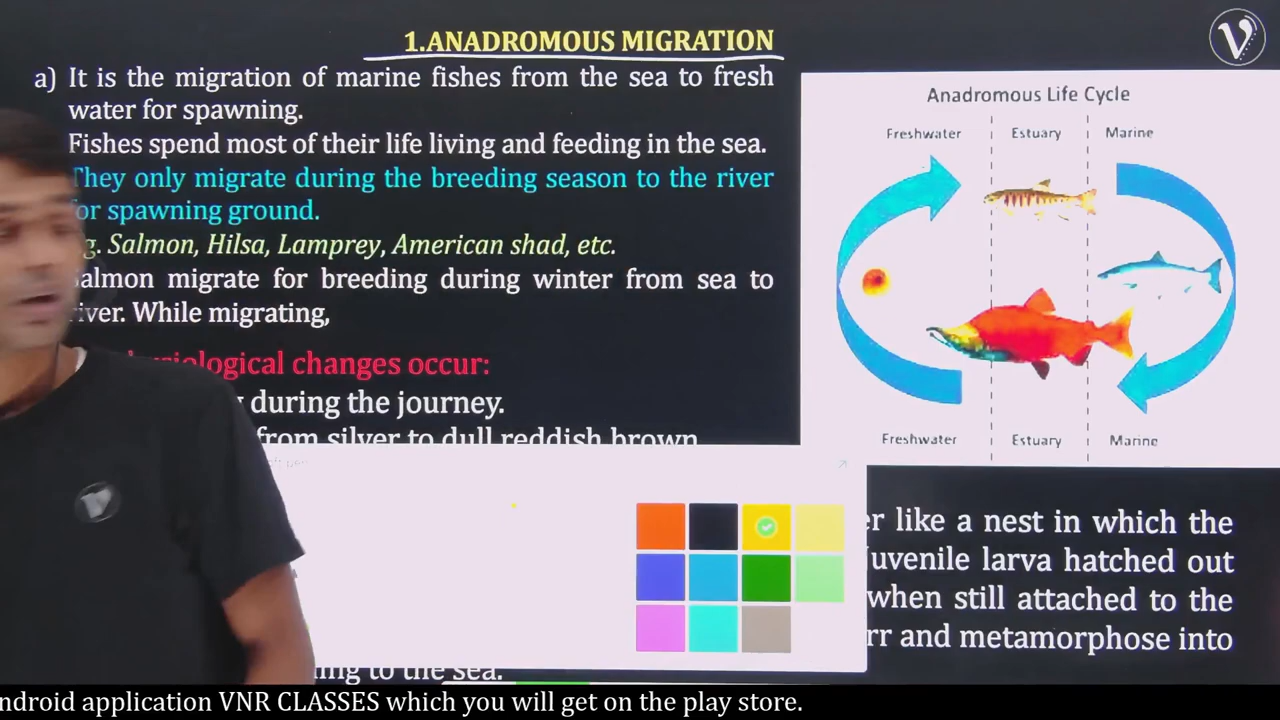 1.ANADROMOUS MIGRATION
a) It is the migration of marine fishes from the sea to fresh
water for spawning.
Fishes spend most of their life living and feeding in the sea.
They only migrate during the breeding season to the river
for spawning ground.
g. Salmon, Hilsa, Lamprey, American shad, etc.
Salmon migrate for breeding during winter from sea to
river. While migrating,
physiological changes occur:
during the journey.
from silver to dull reddish brown
Anadromous Life Cycle
Freshwater Estuary Marine
Freshwater Estuary Marine
er like a nest in which the
Juvenile larva hatched out
when still attached to the
rr and metamorphose into
ing to the sea.
ndroid application VNR CLASSES which you will get on the play store.
V